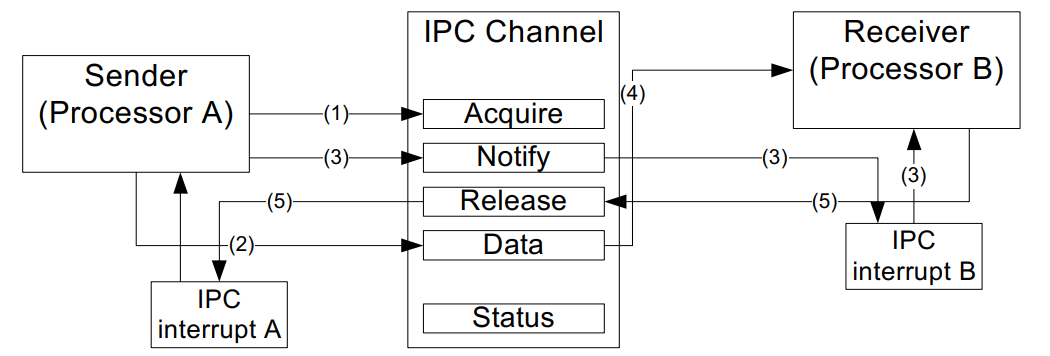 Sender
(Processor A)
IPC Channel
Receiver
(Processor B)
(1)
Acquire
(4)
(3)
Notify
(3)
(3)
(5)
Release
(5)
(2)
Data
IPC
interrupt B
IPC
interrupt A
Status